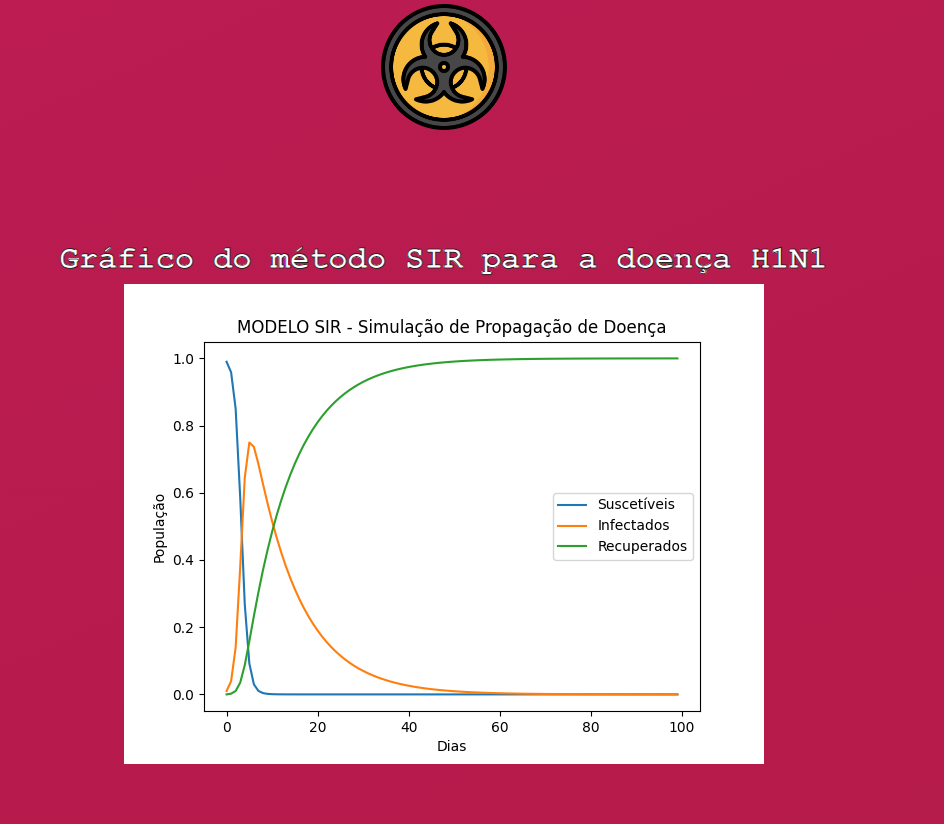 Gráfico do método SIR para a doença H1N1
MODELO SIR - Simulação de Propagação de Doença
1.0
0.8
0.6
0.4
0.2
0.0
População
Suscetíveis
Infectados
Recuperados
0 20 40 60 80 100
Dias